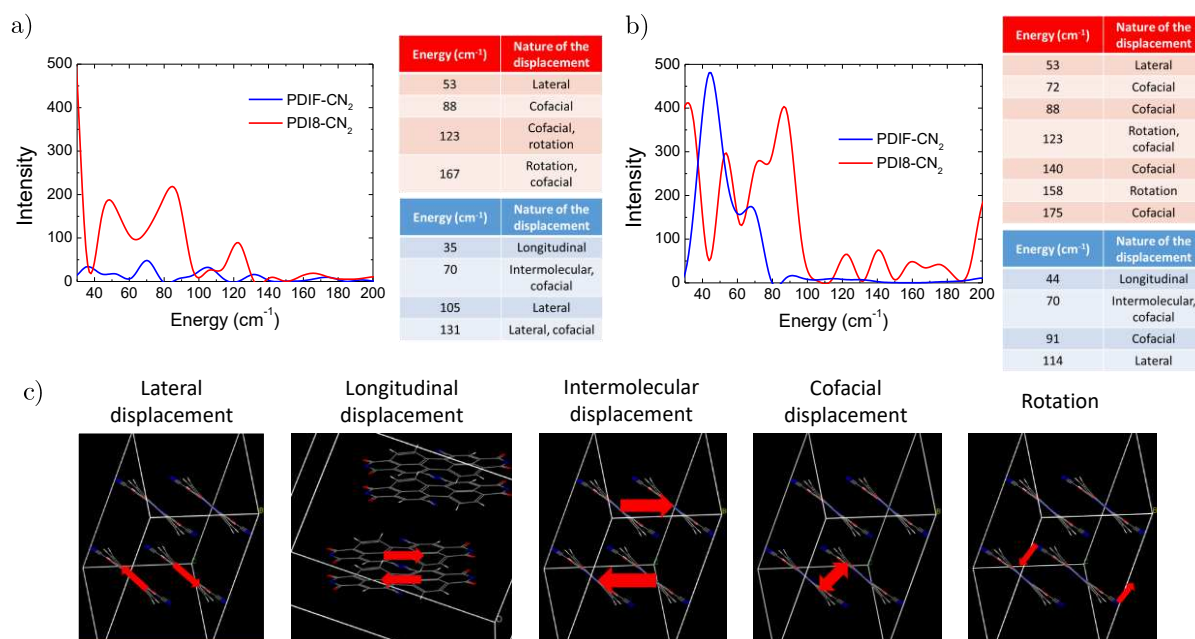 a)
500
400
300
200
100
0
Intensity
PDIF-CN2
PDI8-CN2
40 60 80 100 120 140 160 180 200
Energy (cm-1)
Energy (cm-1) Nature of the displacement
53 Lateral
88 Cofacial
123 Cofacial, rotation
167 Rotation, cofacial
Energy (cm-1) Nature of the displacement
35 Longitudinal
70 Intermolecular, cofacial
105 Lateral
131 Lateral, cofacial
b)
500
400
300
200
100
0
Intensity
PDIF-CN2
PDI8-CN2
40 60 80 100 120 140 160 180 200
Energy (cm-1)
Energy (cm-1) Nature of the displacement
53 Lateral
72 Cofacial
88 Cofacial
123 Rotation, cofacial
140 Cofacial
158 Rotation
175 Cofacial
Energy (cm-1) Nature of the displacement
44 Longitudinal
70 Intermolecular, cofacial
91 Cofacial
114 Lateral
c)
Lateral
displacement
Longitudinal
displacement
Intermolecular
displacement
Cofacial
displacement
Rotation